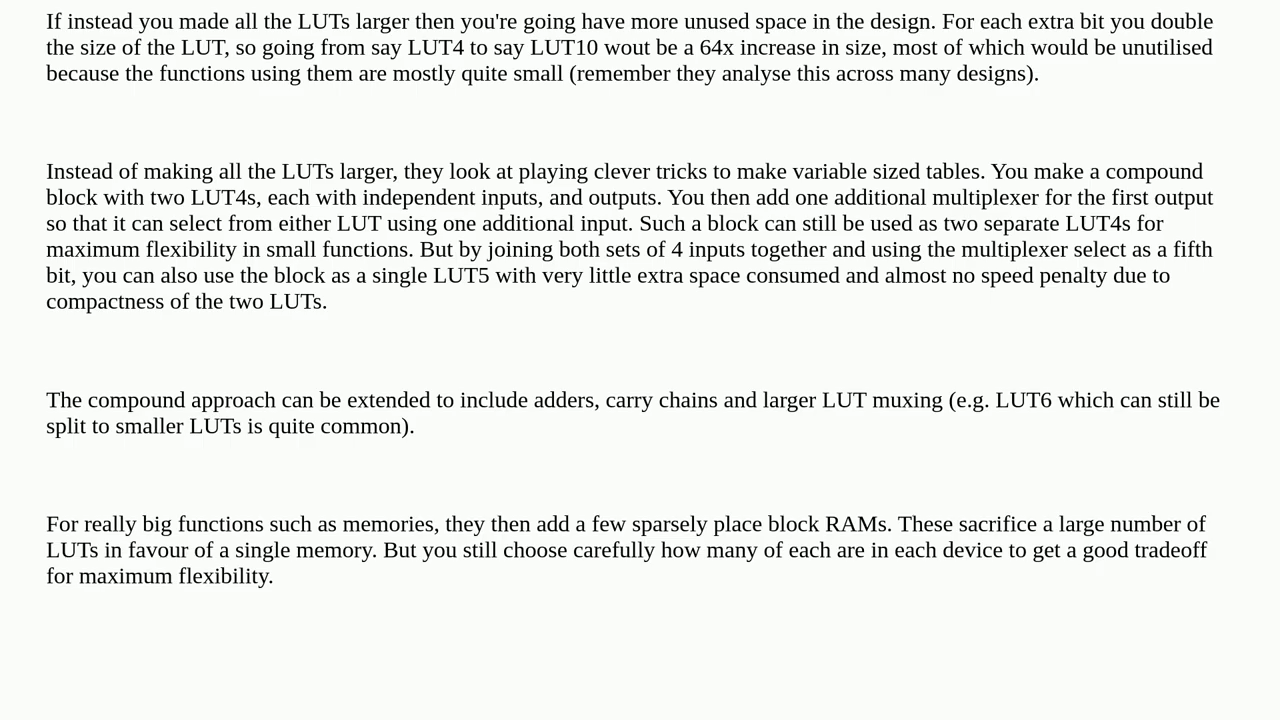 If instead you made all the LUTs larger then you're going have more unused space in the design. For each extra bit you double
the size of the LUT, so going from say LUT4 to say LUT10 wout be a 64x increase in size, most of which would be unutilised
because the functions using them are mostly quite small (remember they analyse this across many designs).
Instead of making all the LUTs larger, they look at playing clever tricks to make variable sized tables. You make a compound
block with two LUT4s, each with independent inputs, and outputs. You then add one additional multiplexer for the first output
so that it can select from either LUT using one additional input. Such a block can still be used as two separate LUT4s for
maximum flexibility in small functions. But by joining both sets of 4 inputs together and using the multiplexer select as a fifth
bit, you can also use the block as a single LUT5 with very little extra space consumed and almost no speed penalty due to
compactness of the two LUTs.
The compound approach can be extended to include adders, carry chains and larger LUT muxing (e.g. LUT6 which can still be
split to smaller LUTs is quite common).
For really big functions such as memories, they then add a few sparsely place block RAMs. These sacrifice a large number of
LUTs in favour of a single memory. But you still choose carefully how many of each are in each device to get a good tradeoff
for maximum flexibility.